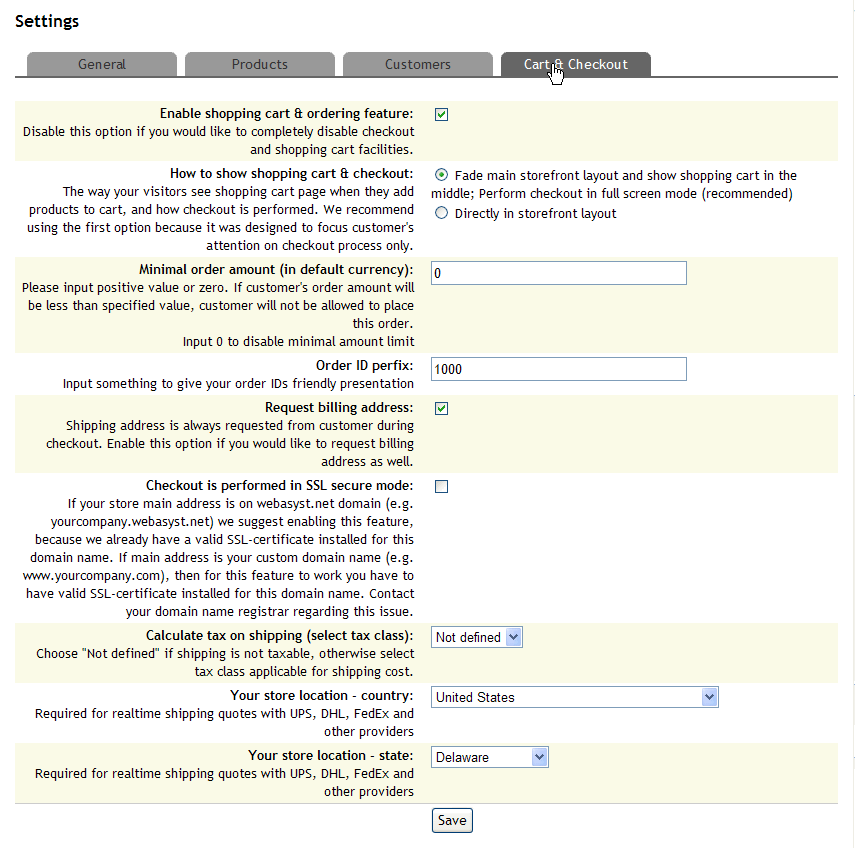 Settings
General
Products
Customers
Cart & Checkout
Enable shopping cart & ordering feature:
Disable this option if you would like to completely disable checkout
and shopping cart facilities.
How to show shopping cart & checkout:
The way your visitors see shopping cart page when they add
products to cart, and how checkout is performed. We recommend
using the first option because it was designed to focus customer's
attention on checkout process only.
Fade main storefront layout and show shopping cart in the
middle; Perform checkout in full screen mode (recommended)
Directly in storefront layout
Minimal order amount (in default currency):
Please input positive value or zero. If customer's order amount will
be less than specified value, customer will not be allowed to place
this order.
Input 0 to disable minimal amount limit
0
Order ID perfix:
Input something to give your order IDs friendly presentation
1000
Request billing address:
Shipping address is always requested from customer during
checkout. Enable this option if you would like to request billing
address as well.
Checkout is performed in SSL secure mode:
If your store main address is on webasyst.net domain (e.g.
yourcompany.webasyst.net) we suggest enabling this feature,
because we already have a valid SSL-certificate installed for this
domain name. If main address is your custom domain name (e.g.
www.yourcompany.com), then for this feature to work you have to
have valid SSL-certificate installed for this domain name. Contact
your domain name registrar regarding this issue.
Calculate tax on shipping (select tax class):
Choose "Not defined" if shipping is not taxable, otherwise select
tax class applicable for shipping cost.
Not defined
Your store location - country:
Required for realtime shipping quotes with UPS, DHL, FedEx and
other providers
United States
Your store location - state:
Required for realtime shipping quotes with UPS, DHL, FedEx and
other providers
Delaware
Save